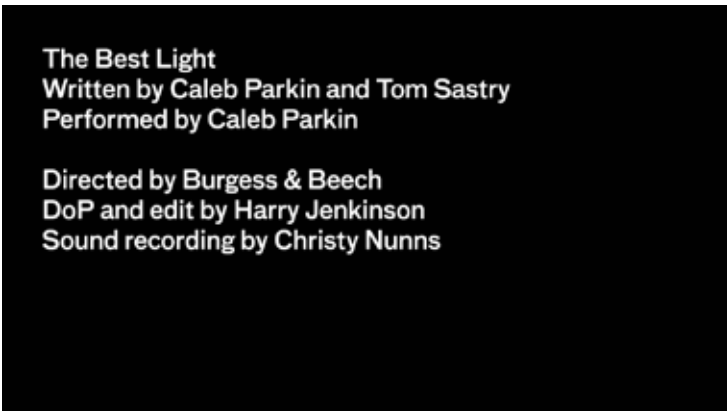 The Best Light
Written by Caleb Parkin and Tom Sastry
Performed by Caleb Parkin
Directed by Burgess & Beech
DoP and edit by Harry Jenkinson
Sound recording by Christy Nunns